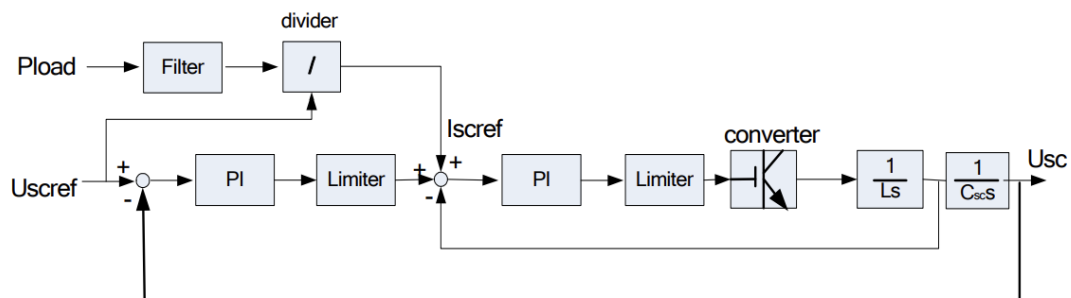 divider
Pload
Filter
/
Iscref
converter
Usc
Uscref
+
-
PI
Limiter
+
+
-
PI
Limiter
1
Ls
1
Cscs